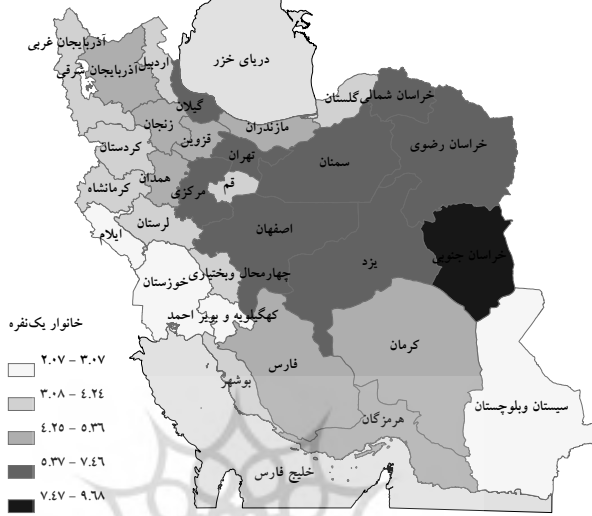 آذربایجان غربی
آذربایجان شرقی
اردبیل
دریای خزر
گیلان
گلستان
خراسان شمالی
زنجان
مازندران
خراسان رضوی
قزوین
تهران
سمنان
کردستان
همدان
مرکزی
قم
کرمانشاه
لرستان
ایلام
اصفهان
یزد
خراسان جنوبی
خوزستان
چهارمحال وبختیاری
کهگیلویه و بویر احمد
کرمان
فارس
بوشهر
هرمزگان
سیستان وبلوچستان
خلیج فارس
خانوار یک‌نفره
۲.۰۷ – ۳.۰۷
۳.۰۸ – ۴.۲۴
۴.۲۵ – ۵.۳۶
۵.۳۷ – ۷.۴۶
۷.۴۷ – ۹.۶۸